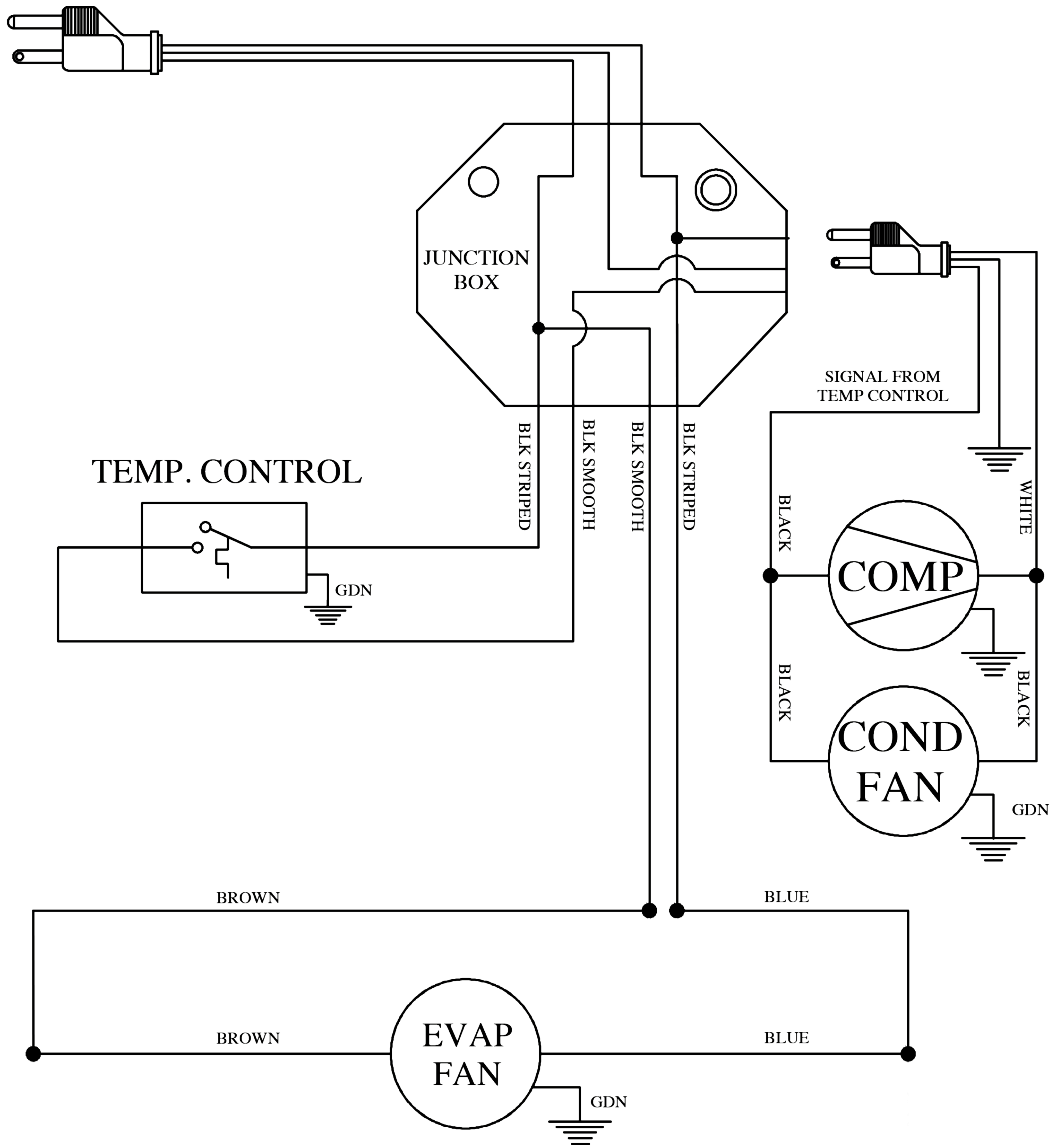 JUNCTION
BOX
SIGNAL FROM
TEMP CONTROL
BLK STRIPED
BLK SMOOTH
BLK SMOOTH
BLK STRIPED
TEMP. CONTROL
GDN
BLACK
WHITE
COMP
BLACK
BLACK
COND
FAN
GDN
BROWN
BLUE
EVAP
FAN
BROWN
BLUE
GDN